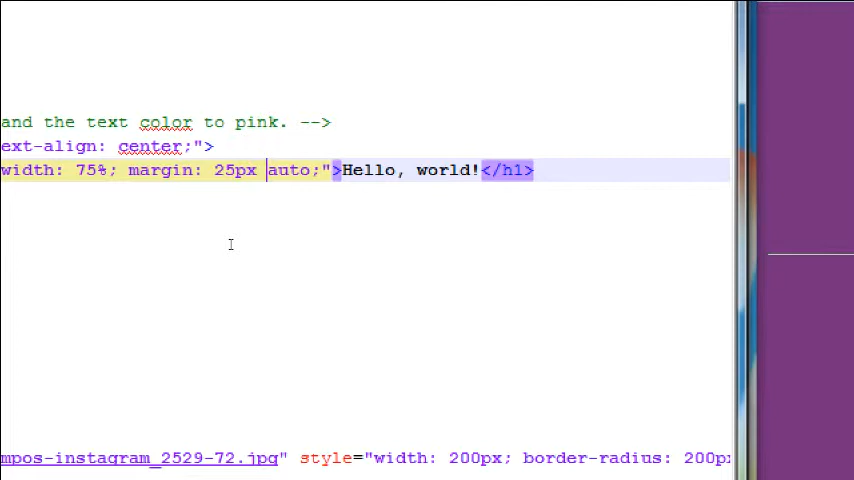 and the text color to pink. -->
ext-align: center;">
width: 75%; margin: 25px auto;">Hello, world!</h1>
mpos-instagram_2529-72.jpg" style="width: 200px; border-radius: 200p